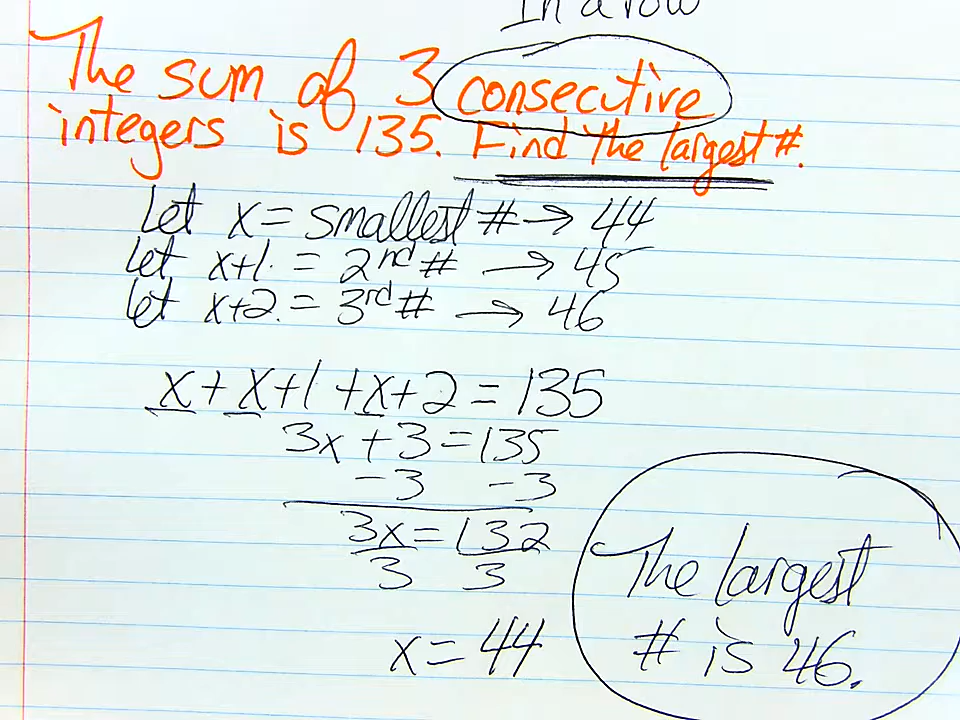 In a row
The sum of 3 consecutive
integers is 135. Find the largest #.
Let x = smallest # → 44
Let x+1 = 2nd # → 45
Let x+2 = 3rd # → 46
x + x+1 + x+2 = 135
3x + 3 = 135
-3 -3
3x = 132
3 3
x = 44
The largest
# is 46.